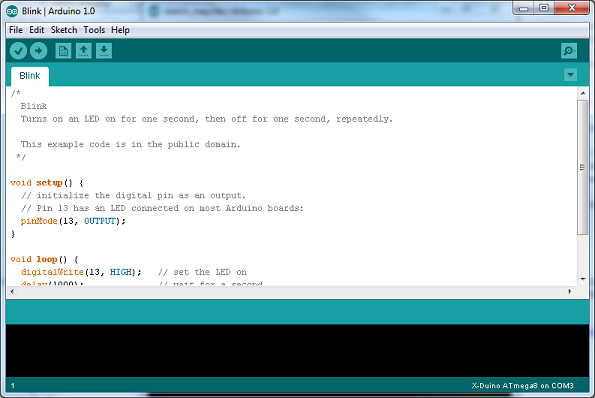 Blink | Arduino 1.0
File Edit Sketch Tools Help
Blink
/*
  Blink
  Turns on an LED on for one second, then off for one second, repeatedly.

  This example code is in the public domain.
 */

void setup() {
  // initialize the digital pin as an output.
  // Pin 13 has an LED connected on most Arduino boards:
  pinMode(13, OUTPUT);
}

void loop() {
  digitalWrite(13, HIGH);   // set the LED on
  delay(1000);              // wait for a second
1
X-Duino ATmega8 on COM3